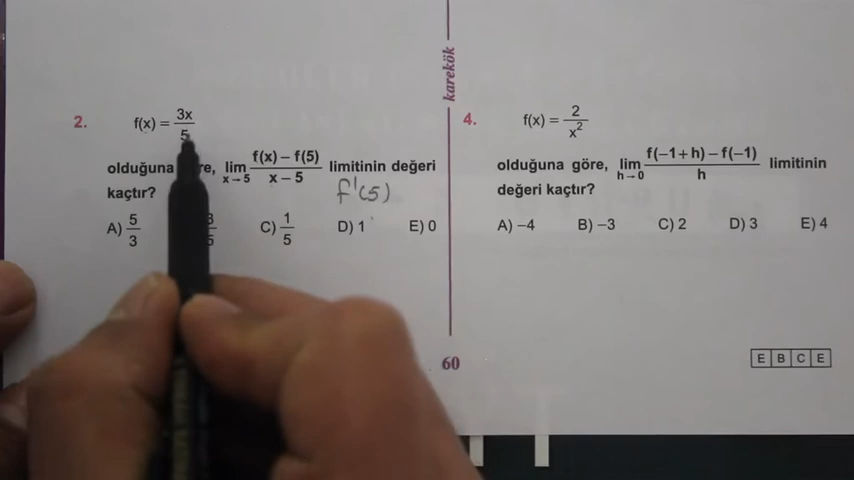 2.
f(x) = 3x/5
olduğuna re, lim x→5 f(x) – f(5) / x – 5 limitinin değeri
kaçtır?
f'(5)
A) 5/3 C) 1/5 D) 1 E) 0
karekök
4.
f(x) = 2/x²
olduğuna göre, lim h→0 f(–1+h) – f(–1) / h limitinin
değeri kaçtır?
A) –4 B) –3 C) 2 D) 3 E) 4
60
E B C E